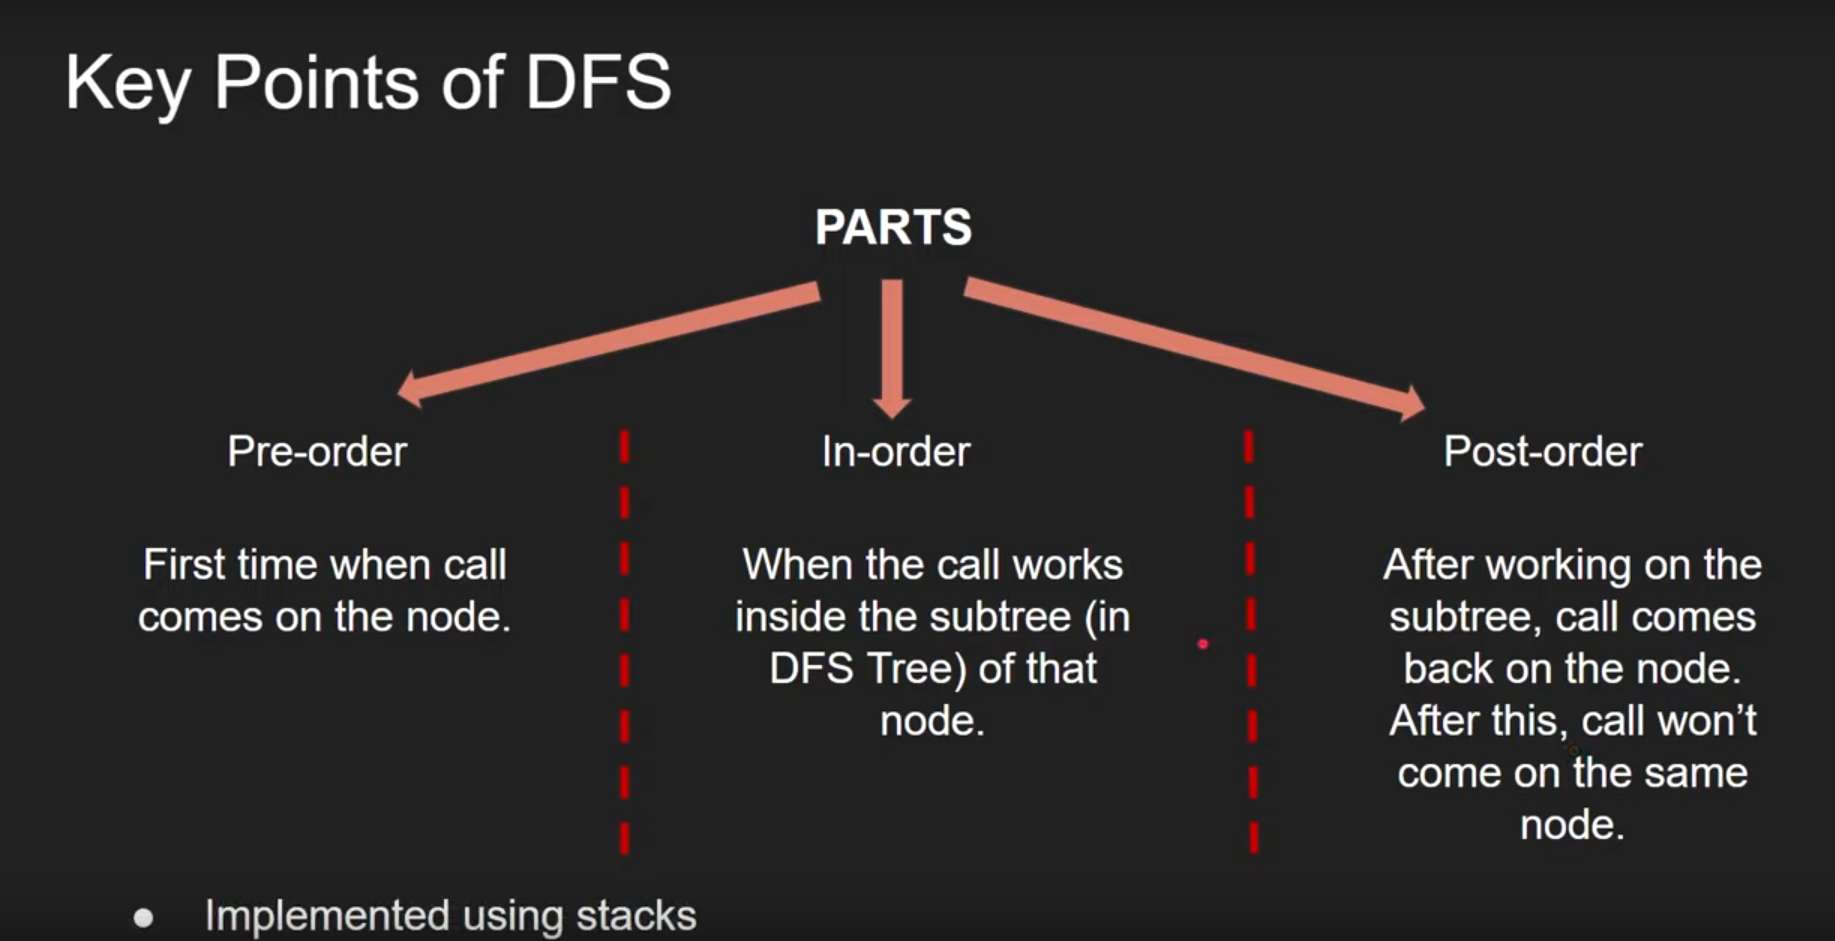 Key Points of DFS
PARTS
Pre-order
First time when call
comes on the node.
In-order
When the call works
inside the subtree (in
DFS Tree) of that
node.
Post-order
After working on the
subtree, call comes
back on the node.
After this, call won’t
come on the same
node.
● Implemented using stacks